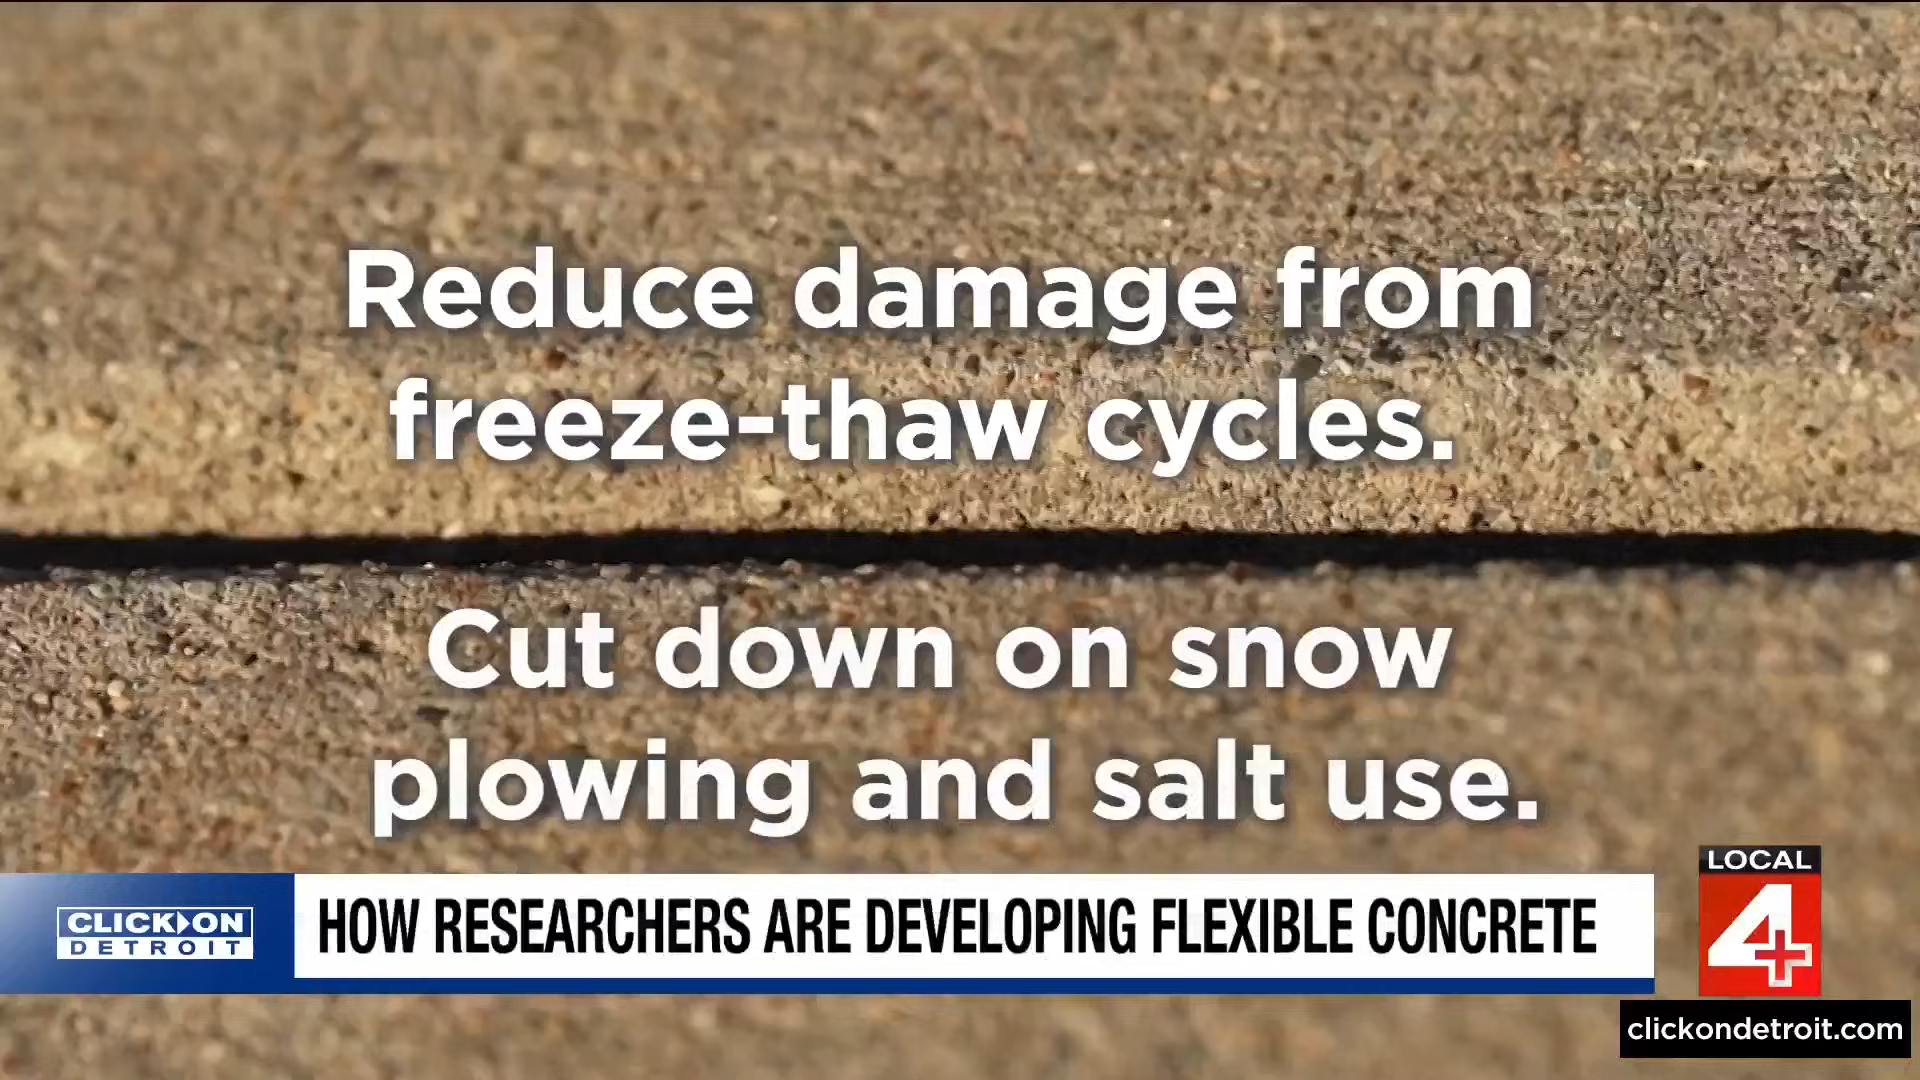 Reduce damage from
freeze-thaw cycles.
Cut down on snow
plowing and salt use.
CLICK ON
DETROIT
HOW RESEARCHERS ARE DEVELOPING FLEXIBLE CONCRETE
LOCAL
4
clickondetroit.com